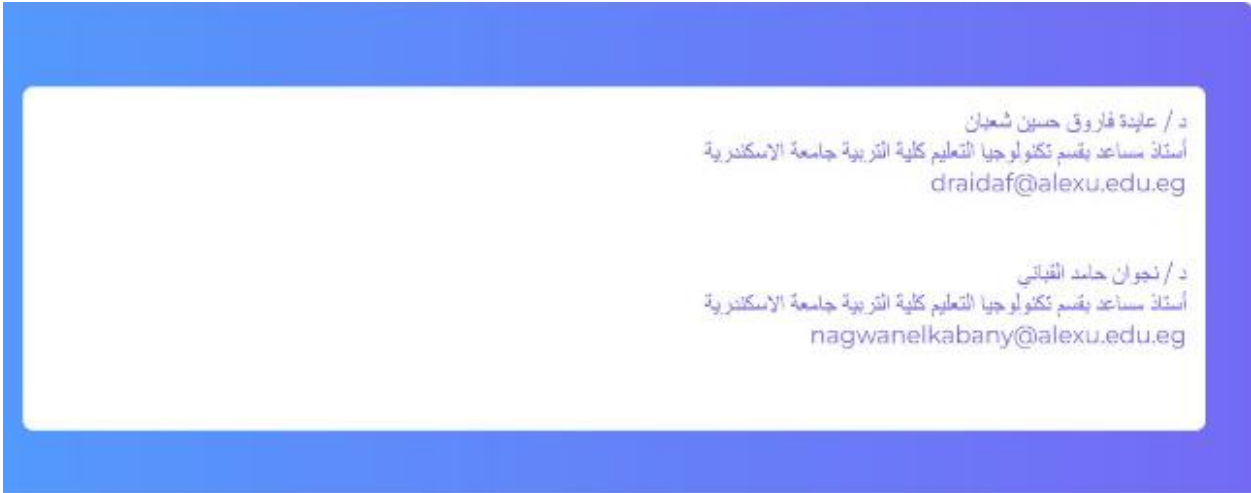 د / عايدة فاروق حسين شعبان
أستاذ مساعد بقسم تكنولوجيا التعليم كلية التربية جامعة الاسكندرية
draidaf@alexu.edu.eg
د / نجوان حامد القباني
أستاذ مساعد بقسم تكنولوجيا التعليم كلية التربية جامعة الاسكندرية
nagwanelkabany@alexu.edu.eg